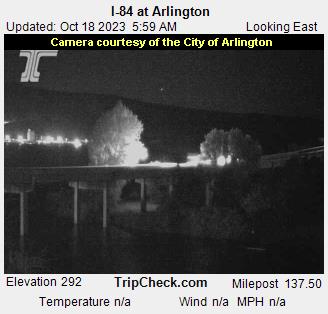 I-84 at Arlington
Updated: Oct 18 2023 5:59 AM Looking East
Camera courtesy of the City of Arlington
Elevation 292 TripCheck.com Milepost 137.50
Temperature n/a Wind n/a MPH n/a